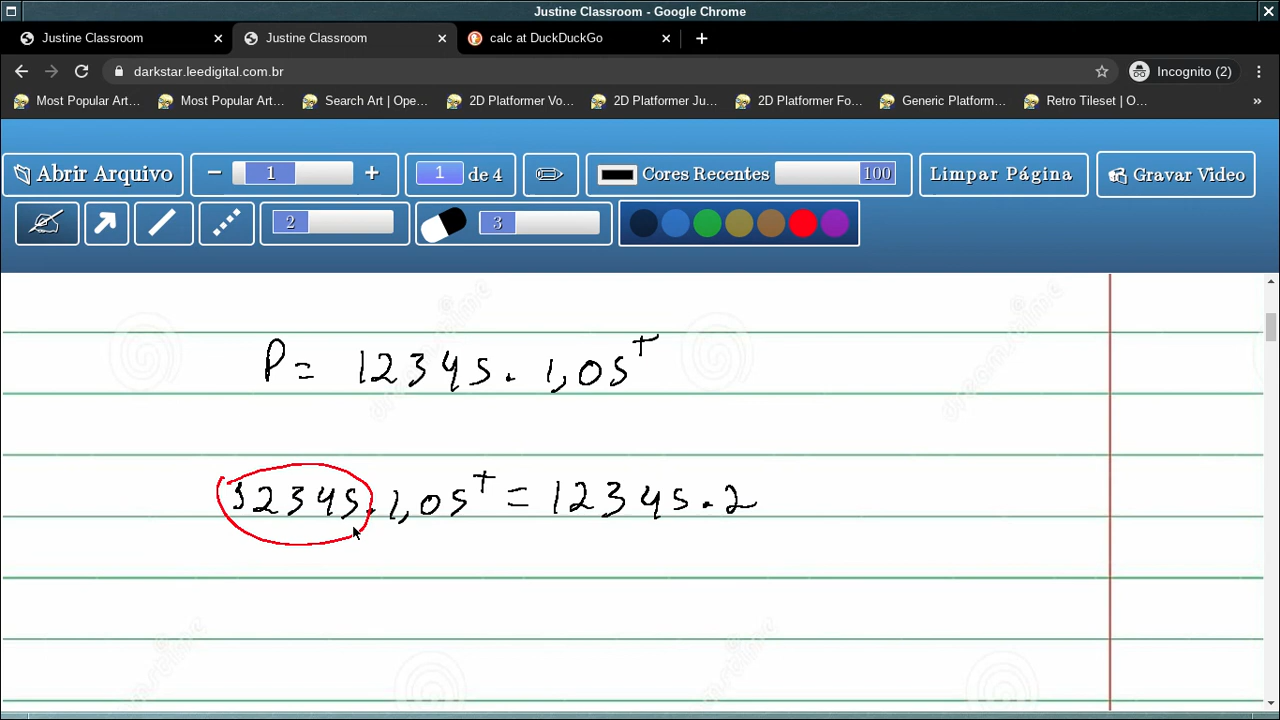 Justine Classroom - Google Chrome
Justine Classroom
Justine Classroom
calc at DuckDuckGo
darkstar.leedigital.com.br
Incognito (2)
Most Popular Art…
Most Popular Art…
Search Art | Ope…
2D Platformer Vo…
2D Platformer Ju…
2D Platformer Fo…
Generic Platform…
Retro Tileset | O…
»
Abrir Arquivo
− 1 +
1 de 4
Cores Recentes
100
Limpar Página
Gravar Video
2
3
P = 12345 . 1,05^t
12345 . 1,05^t = 12345 . 2